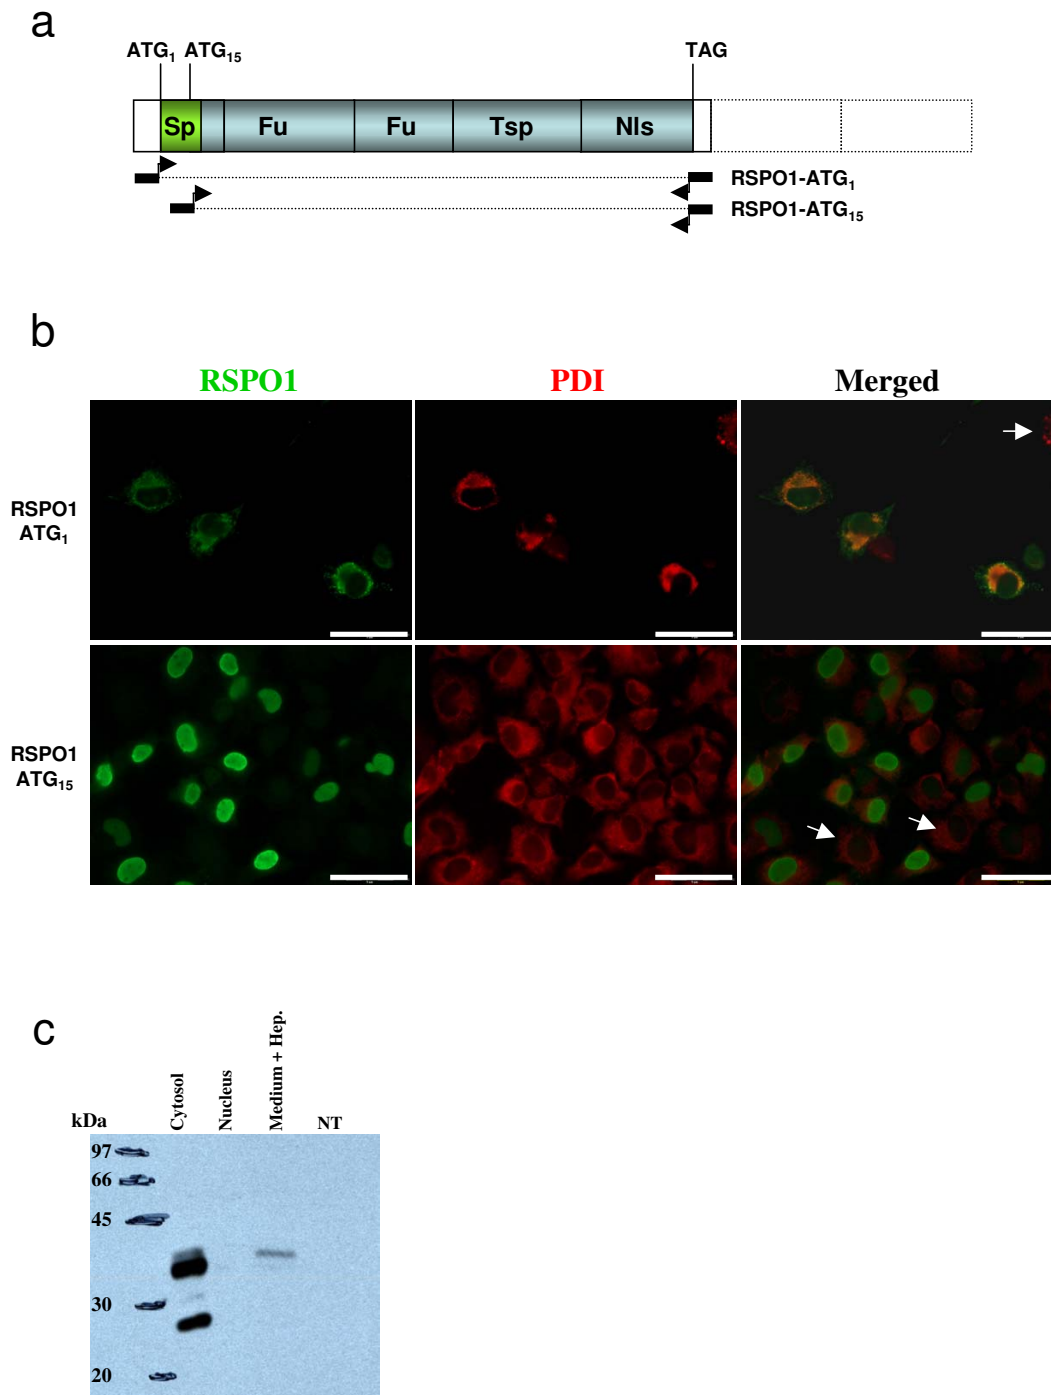 a
ATG1 ATG15 TAG
Sp Fu Fu Tsp Nls
RSPO1-ATG1
RSPO1-ATG15
b
RSPO1 PDI Merged
RSPO1
ATG1
RSPO1
ATG15
c
Cytosol
Nucleus
Medium + Hep.
NT
kDa
97
66
45
30
20